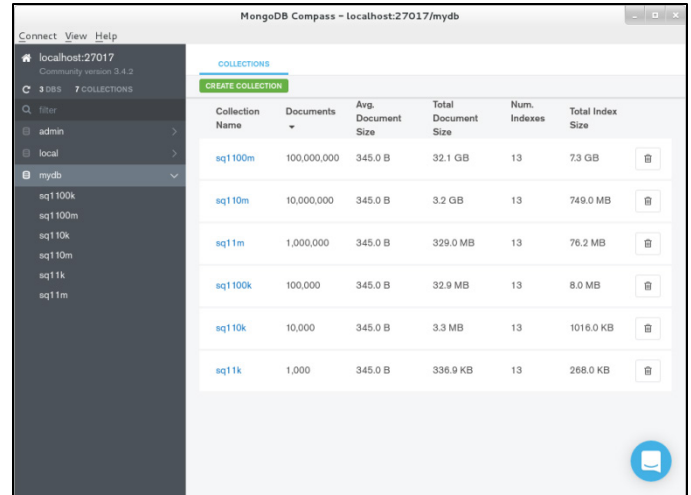 MongoDB Compass - localhost:27017/mydb
Connect View Help
localhost:27017
Community version 3.4.2
3 DBS 7 COLLECTIONS
filter
admin
local
mydb
sq1100k
sq1100m
sq110k
sq110m
sq11k
sq11m
COLLECTIONS
CREATE COLLECTION
Collection Name Documents Avg. Document Size Total Document Size Num. Indexes Total Index Size
sq1100m 100,000,000 345.0 B 32.1 GB 13 7.3 GB
sq110m 10,000,000 345.0 B 3.2 GB 13 749.0 MB
sq11m 1,000,000 345.0 B 329.0 MB 13 76.2 MB
sq1100k 100,000 345.0 B 32.9 MB 13 8.0 MB
sq110k 10,000 345.0 B 3.3 MB 13 1016.0 KB
sq11k 1,000 345.0 B 336.9 KB 13 268.0 KB